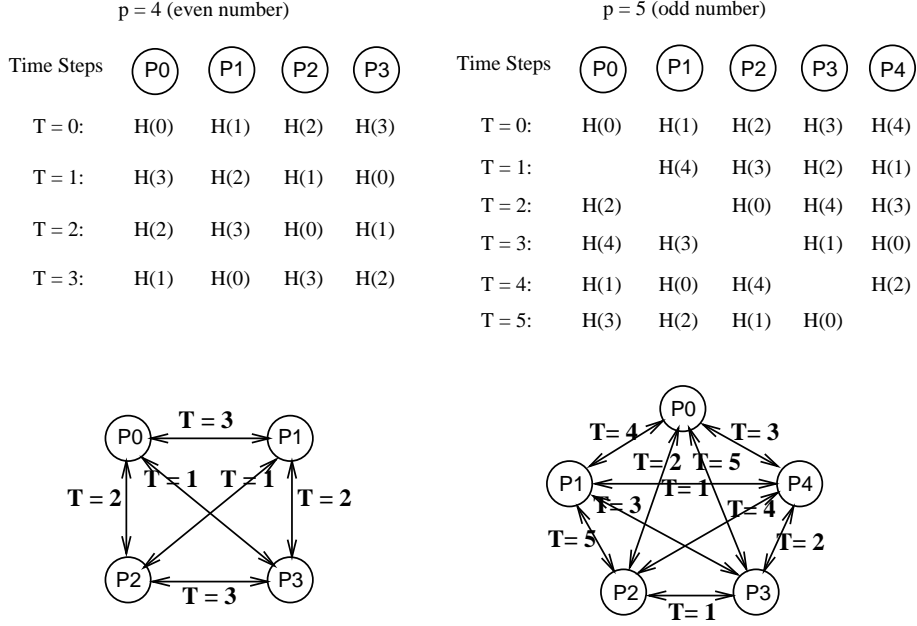 p = 4 (even number)
Time Steps P0 P1 P2 P3
T = 0: H(0) H(1) H(2) H(3)
T = 1: H(3) H(2) H(1) H(0)
T = 2: H(2) H(3) H(0) H(1)
T = 3: H(1) H(0) H(3) H(2)
p = 5 (odd number)
Time Steps P0 P1 P2 P3 P4
T = 0: H(0) H(1) H(2) H(3) H(4)
T = 1: H(4) H(3) H(2) H(1)
T = 2: H(2) H(0) H(4) H(3)
T = 3: H(4) H(3) H(1) H(0)
T = 4: H(1) H(0) H(4) H(2)
T = 5: H(3) H(2) H(1) H(0)
T = 3
P0 P1
T = 1 T = 1
T = 2 T = 2
P2 P3
T = 3
P0
T= 4 T= 3
T= 2 T= 5
P1 T= 1 P4
T= 3 T= 4
T= 5 T= 2
P2 P3
T= 1